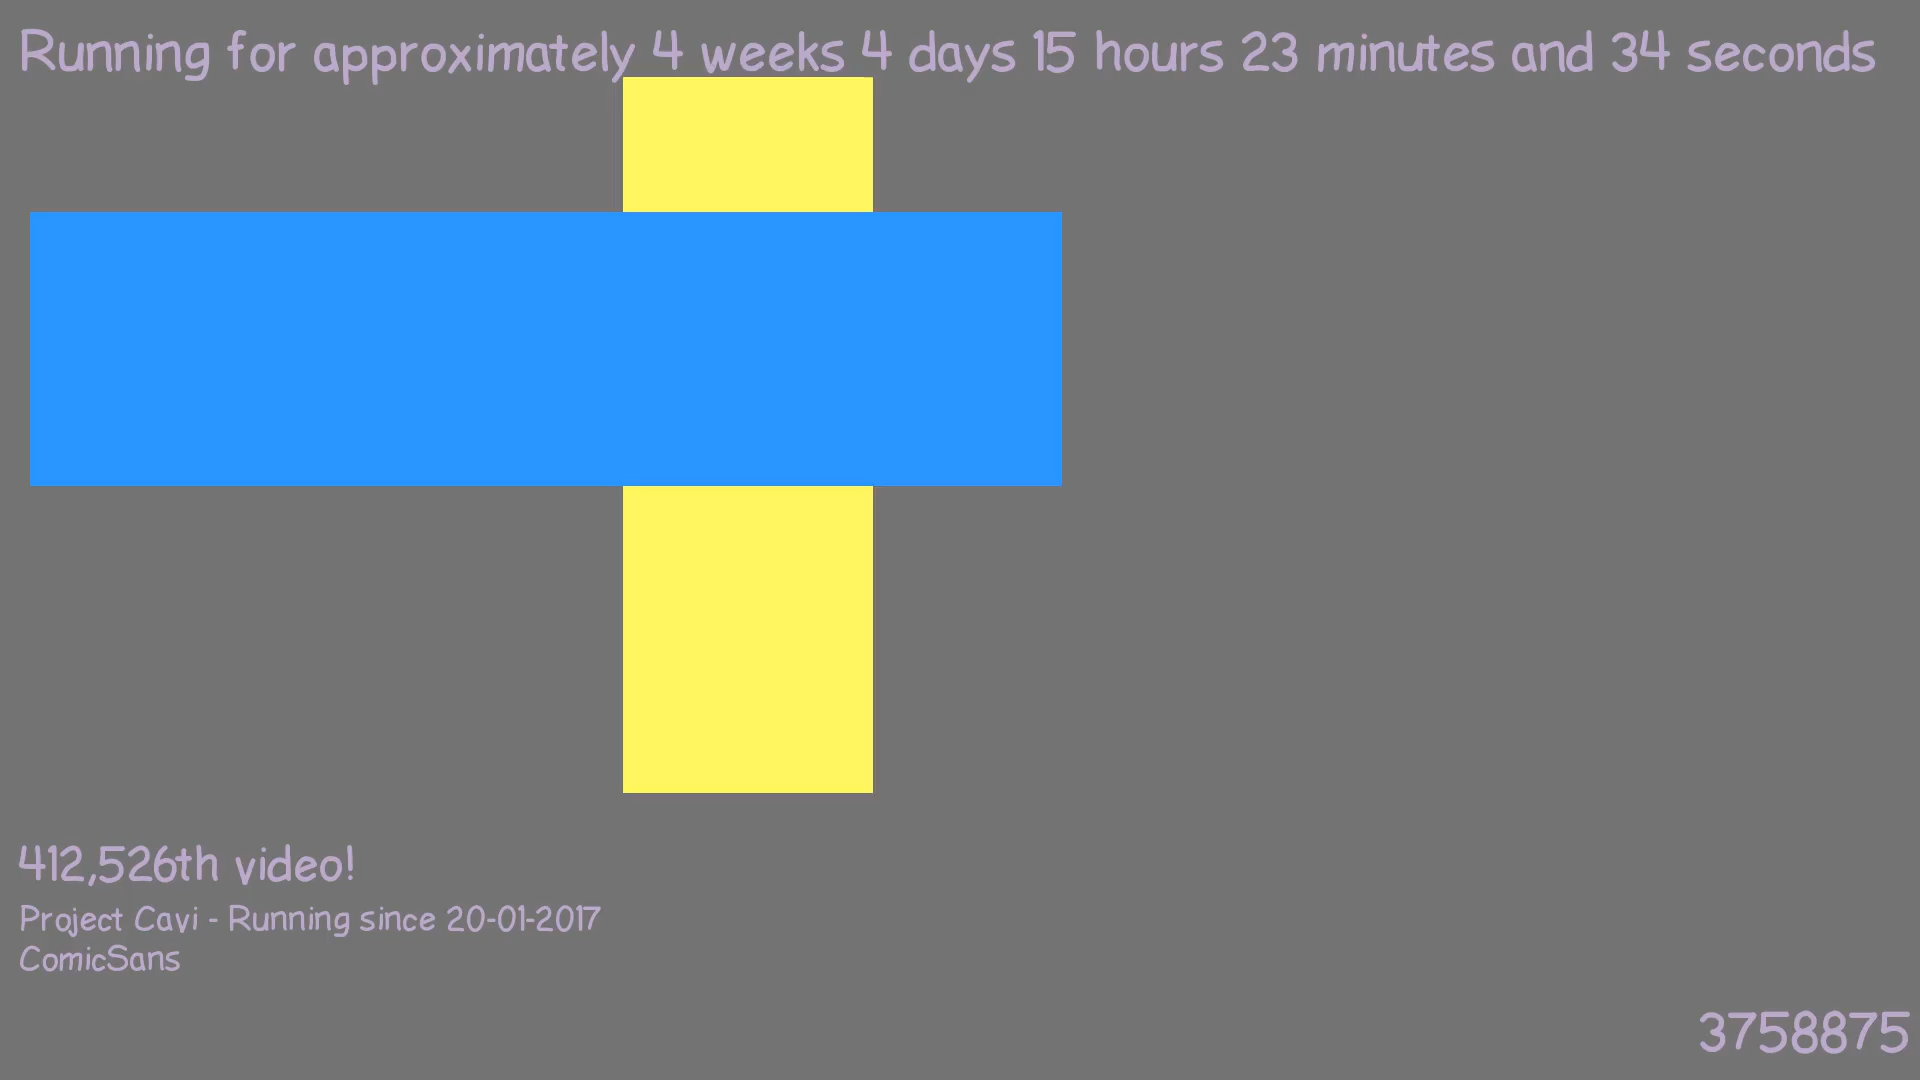 Running for approximately 4 weeks 4 days 15 hours 23 minutes and 34 seconds
412,526th video!
Project Cavi - Running since 20-01-2017
ComicSans
3758875